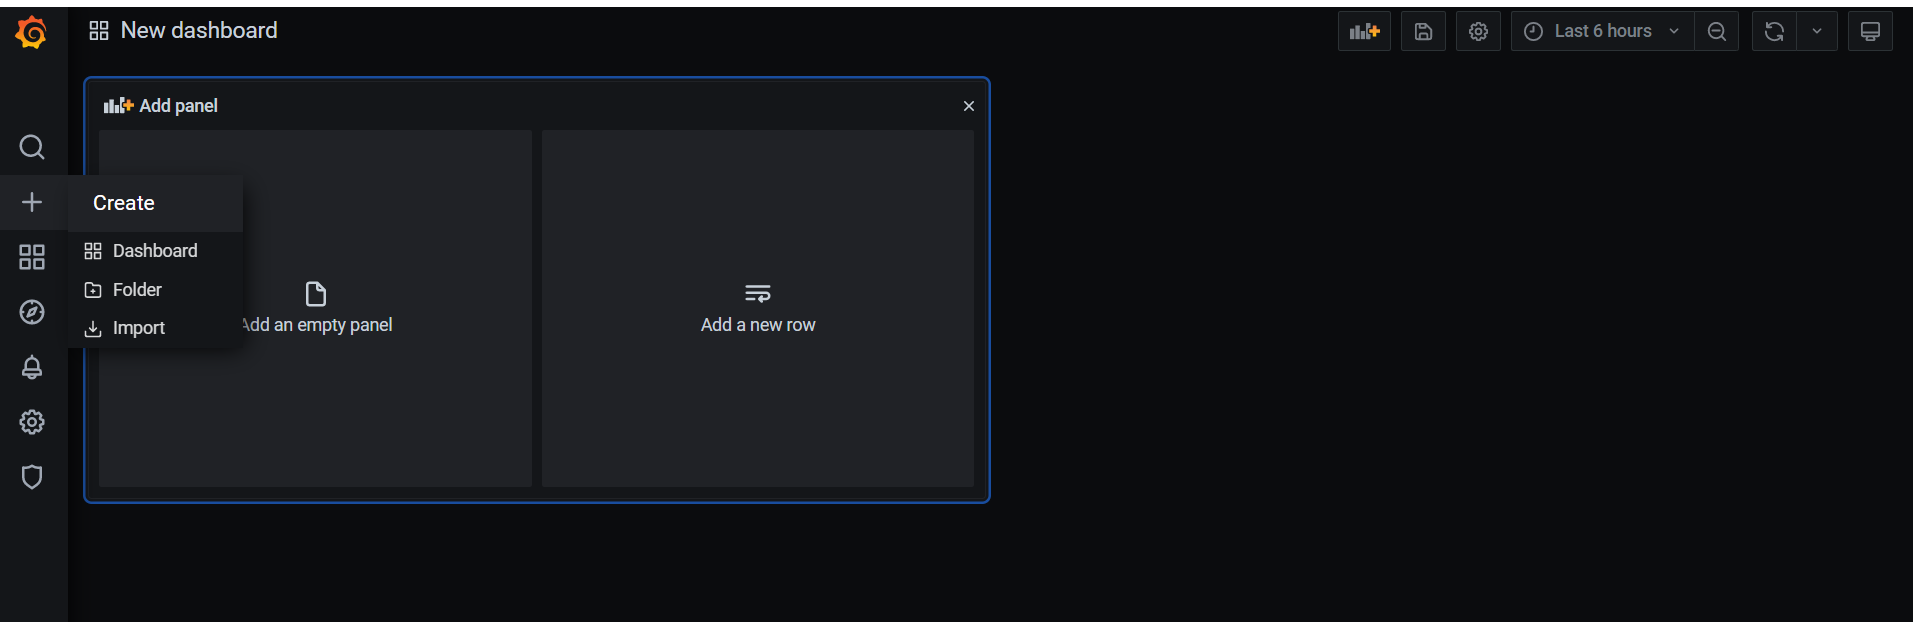 New dashboard
Last 6 hours
Add panel
Create
Dashboard
Folder
Import
Add an empty panel
Add a new row